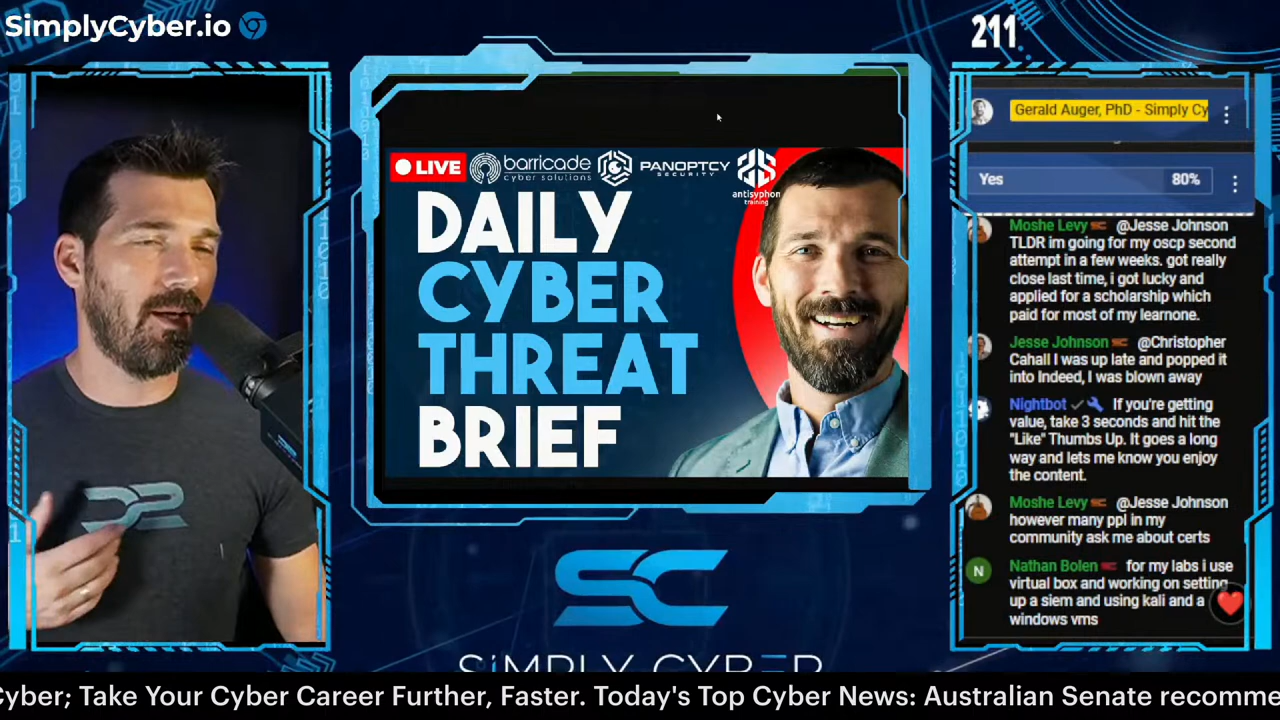 SimplyCyber.io
211
Gerald Auger, PhD - Simply Cy
Yes 80%
LIVE
barricade
cyber solutions
PANOPTCY
SECURITY
antisyphon
training
DAILY
CYBER
THREAT
BRIEF
Moshe Levy @Jesse Johnson
TLDR im going for my oscp second
attempt in a few weeks. got really
close last time, i got lucky and
applied for a scholarship which
paid for most of my learnone.
Jesse Johnson @Christopher
Cahall I was up late and popped it
into Indeed, I was blown away
Nightbot If you're getting
value, take 3 seconds and hit the
"Like" Thumbs Up. It goes a long
way and lets me know you enjoy
the content.
Moshe Levy @Jesse Johnson
however many ppl in my
community ask me about certs
N
Nathan Bolen for my labs i use
virtual box and working on setting
up a siem and using kali and a
windows vms
SC
SIMPLY CYBER
Cyber; Take Your Cyber Career Further, Faster. Today's Top Cyber News: Australian Senate recomme